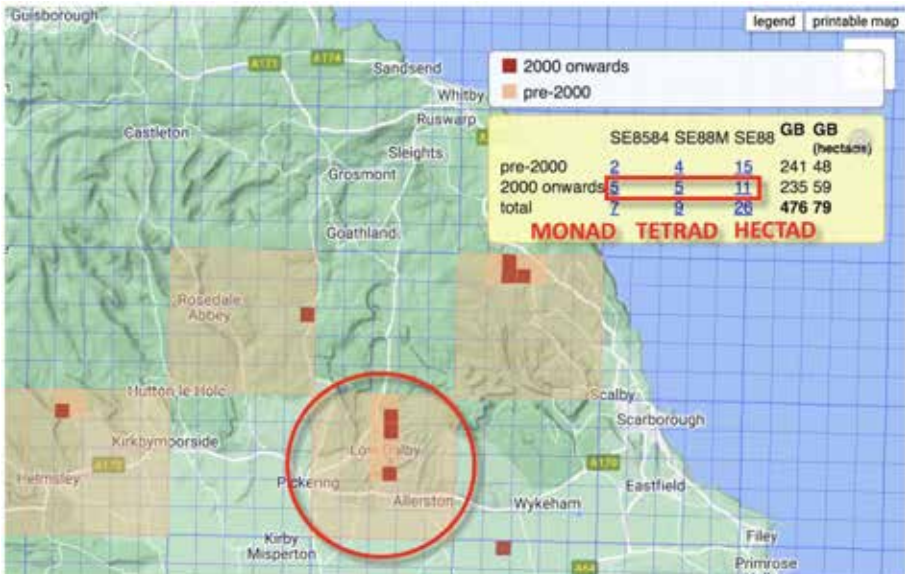 Guisborough
legend printable map
A171
A174
Sandsend
Whitby
Ruswarp
Castleton
Sleights
Grosmont
Goathland
2000 onwards
pre-2000
SE8584 SE88M SE88 GB GB
(hectads)
pre-2000 2 4 15 241 48
2000 onwards 5 5 11 235 59
total 7 9 26 476 79
MONAD TETRAD HECTAD
Rosedale
Abbey
Hutton le Hole
Scalby
Scarborough
Kirkbymoorside
Low Dalby
A170
A170
Helmsley
Pickering
Eastfield
Allerston
Wykeham
Kirby
Misperton
Filey
A64
Primrose